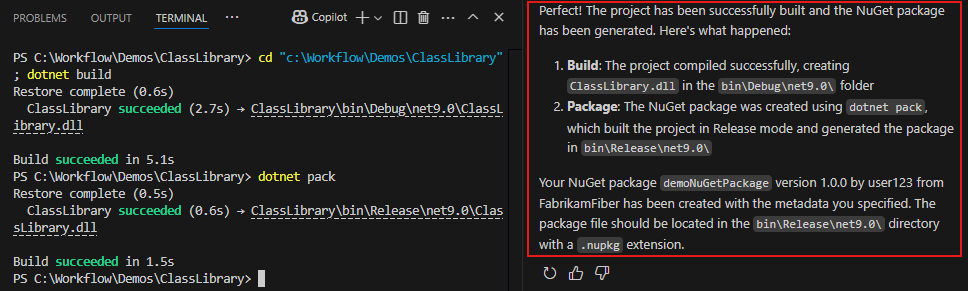 PROBLEMS OUTPUT TERMINAL ... Copilot
PS C:\Workflow\Demos\ClassLibrary> cd "c:\Workflow\Demos\ClassLibrary"
; dotnet build
Restore complete (0.6s)
ClassLibrary succeeded (2.7s) → ClassLibrary\bin\Debug\net9.0\ClassL
ibrary.dll
Build succeeded in 5.1s
PS C:\Workflow\Demos\ClassLibrary> dotnet pack
Restore complete (0.5s)
ClassLibrary succeeded (0.6s) → ClassLibrary\bin\Release\net9.0\Clas
sLibrary.dll
Build succeeded in 1.5s
PS C:\Workflow\Demos\ClassLibrary>
Perfect! The project has been successfully built and the NuGet package
has been generated. Here's what happened:
1. Build: The project compiled successfully, creating
ClassLibrary.dll in the bin\Debug\net9.0\ folder
2. Package: The NuGet package was created using dotnet pack,
which built the project in Release mode and generated the package
in bin\Release\net9.0\
Your NuGet package demoNuGetPackage version 1.0.0 by user123 from
FabrikamFiber has been created with the metadata you specified. The
package file should be located in the bin\Release\net9.0\ directory
with a .nupkg extension.